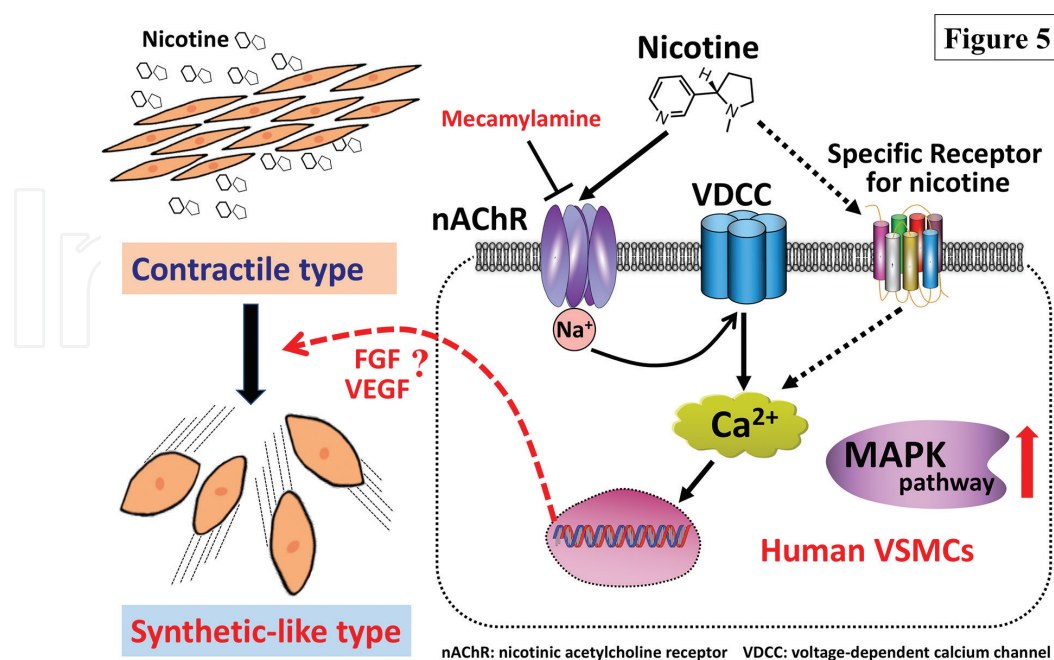 Figure 5
Nicotine
Contractile type
FGF ?
VEGF
Synthetic-like type
Nicotine
H
N
N
Mecamylamine
Specific Receptor
for nicotine
nAChR
VDCC
Na⁺
Ca²⁺
MAPK
pathway
Human VSMCs
nAChR: nicotinic acetylcholine receptor VDCC: voltage-dependent calcium channel